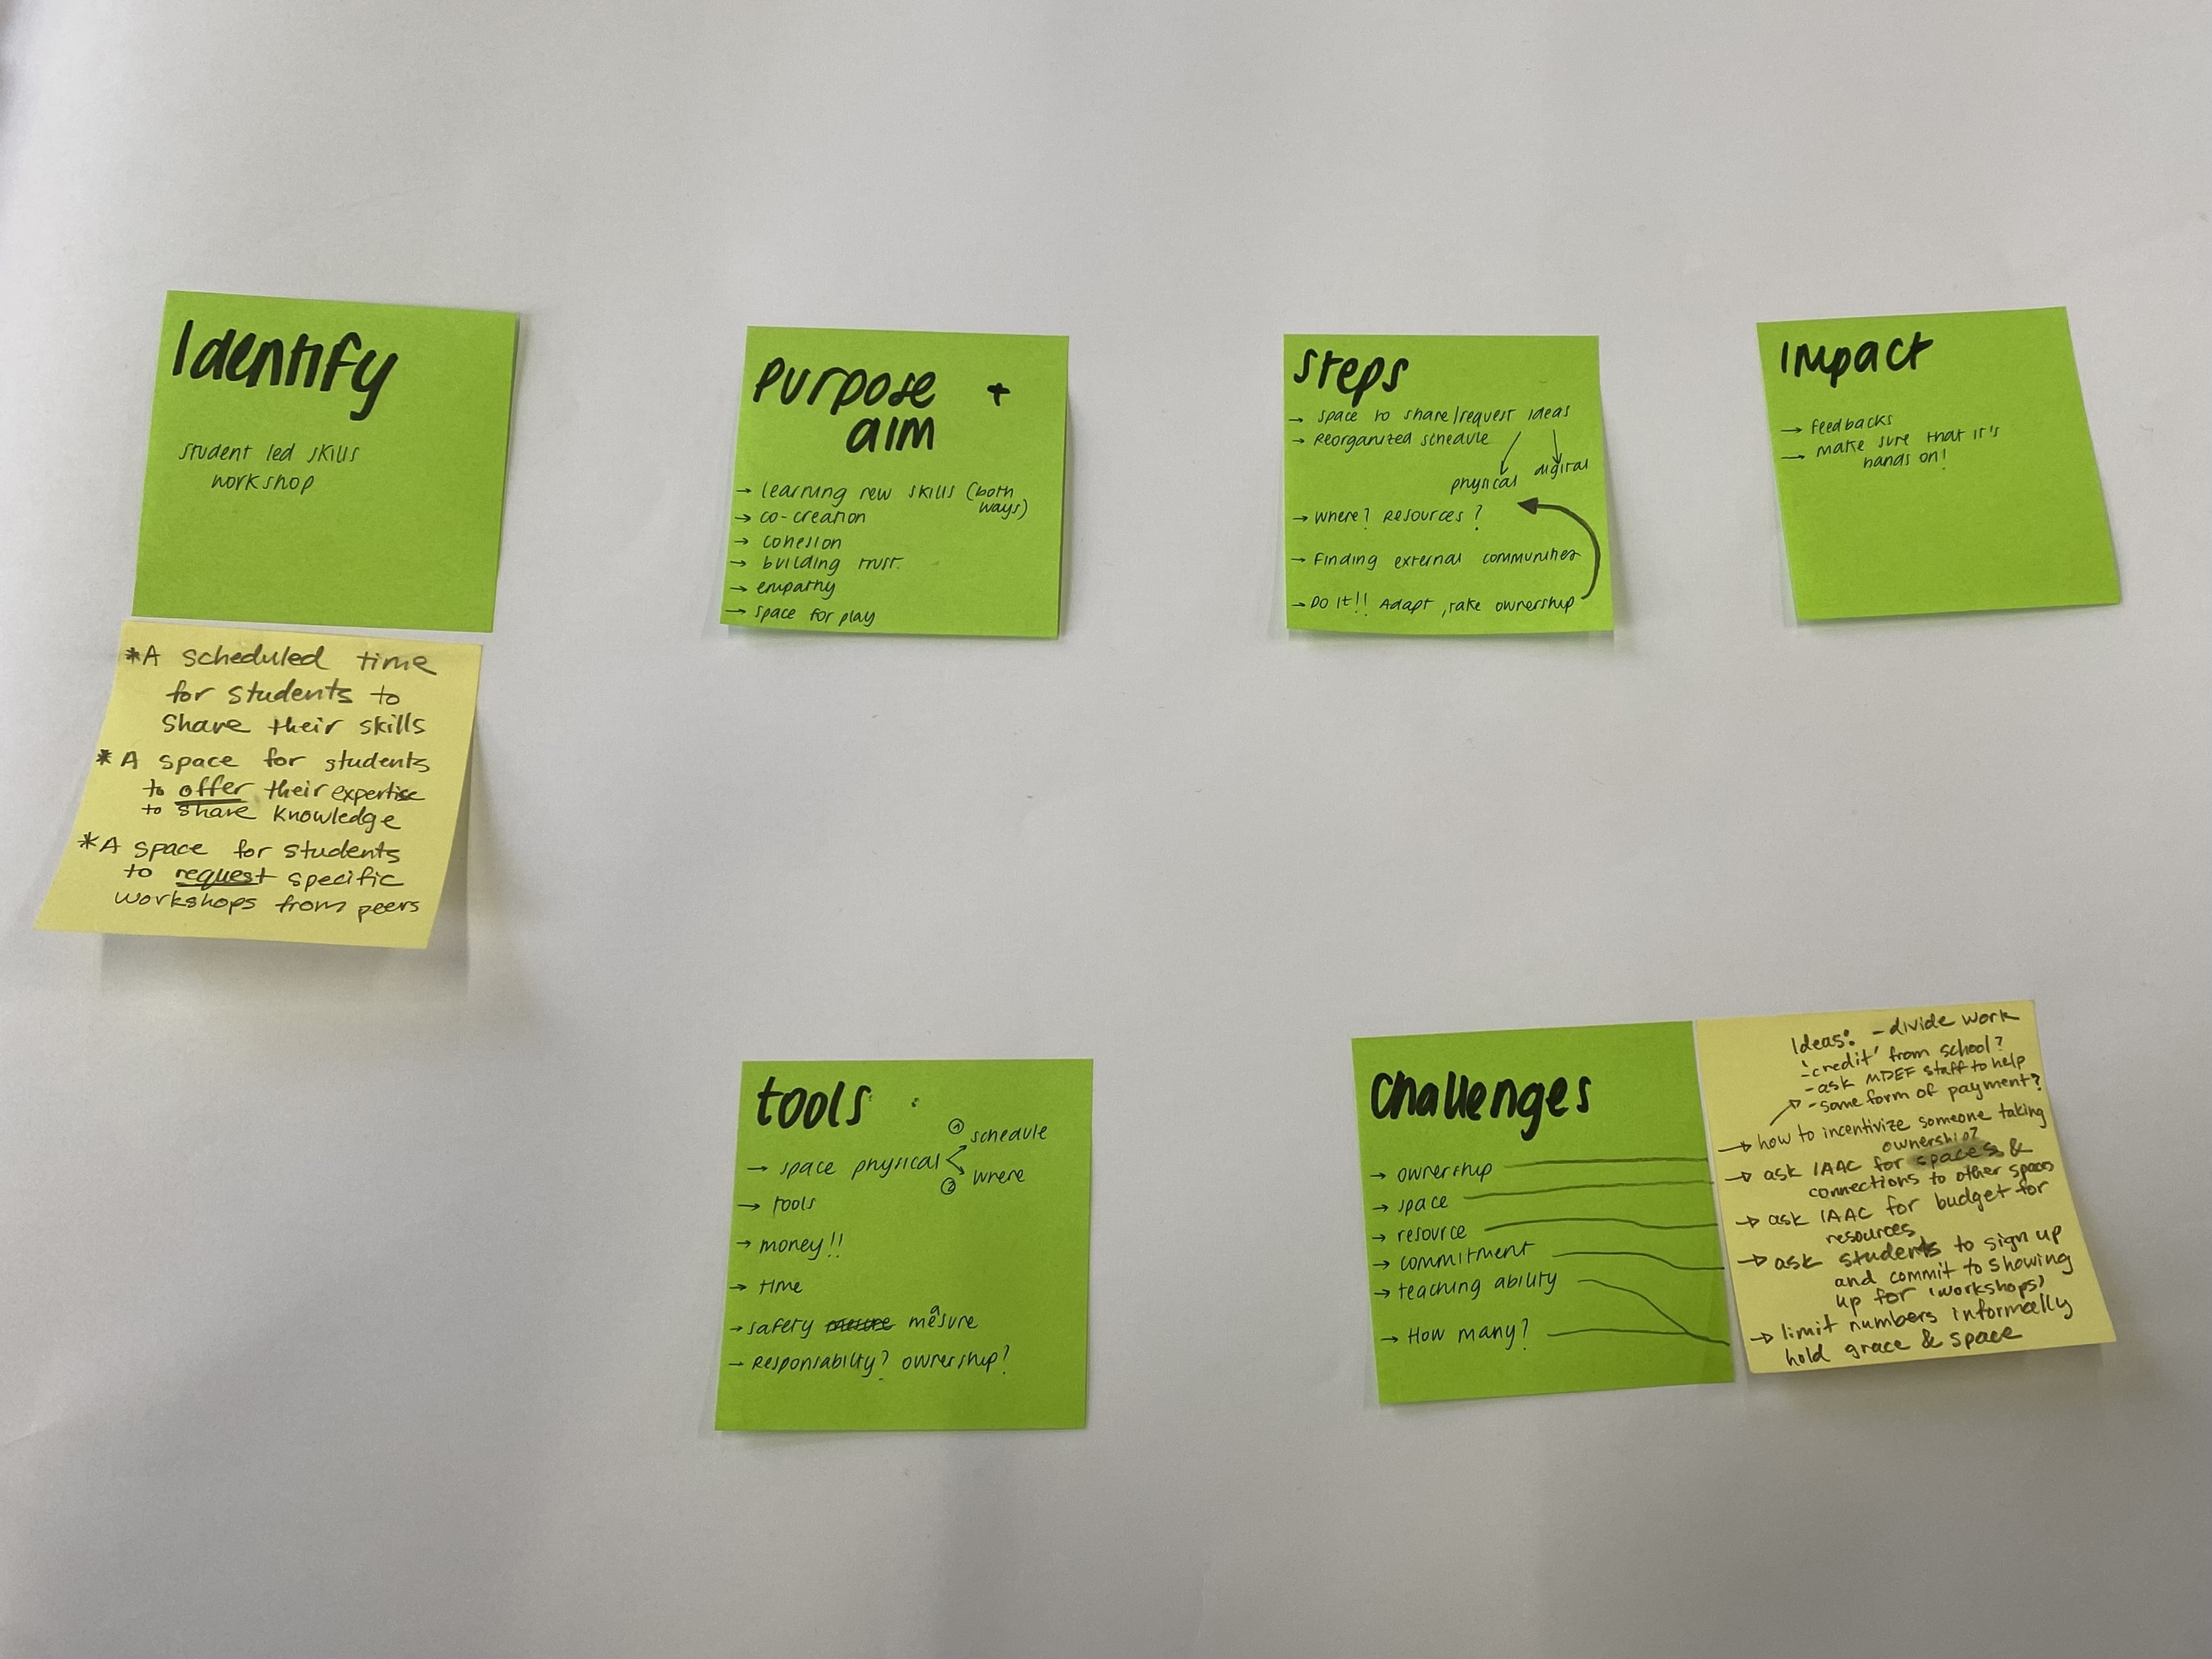 Identify
student led skills
workshop
*A scheduled time
for students to
share their skills
*A space for students
to offer their expertise
to share knowledge
*A space for students
to request specific
workshops from peers
Purpose +
aim
→ learning new skills (both
ways)
→ co-creation
→ cohesion
→ building trust.
→ empathy
→ space for play
steps
→ space to share/request ideas
→ Reorganized schedule
physical digital
→ Where? Resources?
→ Finding external communities
→ Do it!! Adapt, take ownership
Impact
→ feedbacks
→ make sure that it's
hands on!
tools :
① schedule
→ space physical
② where
→ tools
→ money!!
→ time
→ safety measure
→ Responsabilty? ownership?
Challenges
→ ownership
→ space
→ resource
→ commitment
→ teaching ability
→ How many?
Ideas: - divide work
- 'credit' from school?
- ask MDEF staff to help
- some form of payment?
→ how to incentivize someone taking
ownership?
→ ask IAAC for spaces &
connections to other spaces
→ ask IAAC for budget for
resources
→ ask students to sign up
and commit to showing
up for 'workshops'
→ limit numbers informally
hold grace & space